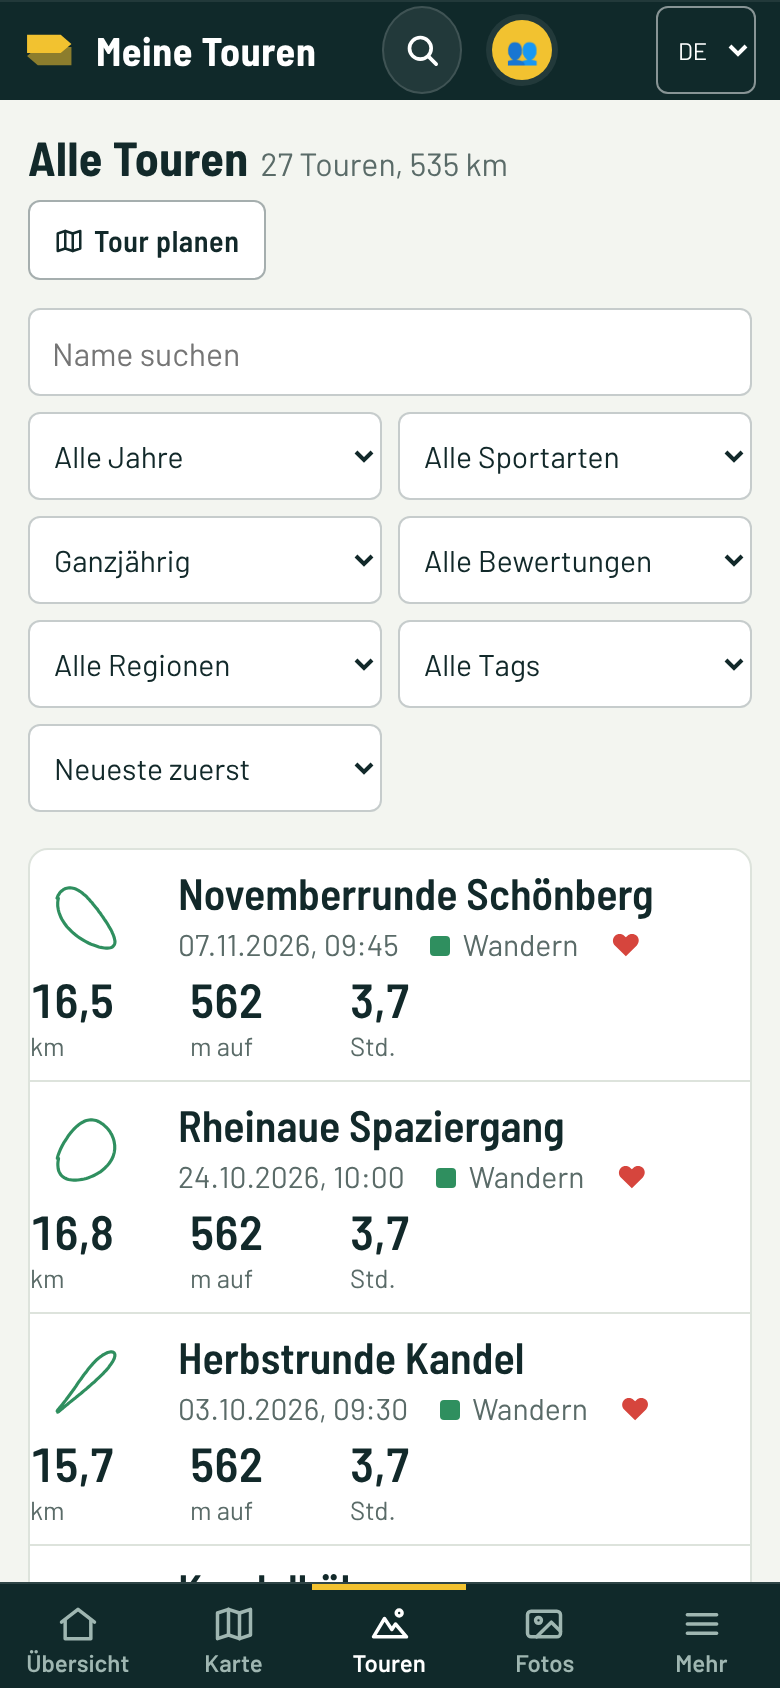 Meine Touren
DE
Alle Touren 27 Touren, 535 km
Tour planen
Name suchen
Alle Jahre Alle Sportarten
Ganzjährig Alle Bewertungen
Alle Regionen Alle Tags
Neueste zuerst
Novemberrunde Schönberg
07.11.2026, 09:45 Wandern
16,5 562 3,7
km m auf Std.
Rheinaue Spaziergang
24.10.2026, 10:00 Wandern
16,8 562 3,7
km m auf Std.
Herbstrunde Kandel
03.10.2026, 09:30 Wandern
15,7 562 3,7
km m auf Std.
Übersicht Karte Touren Fotos Mehr